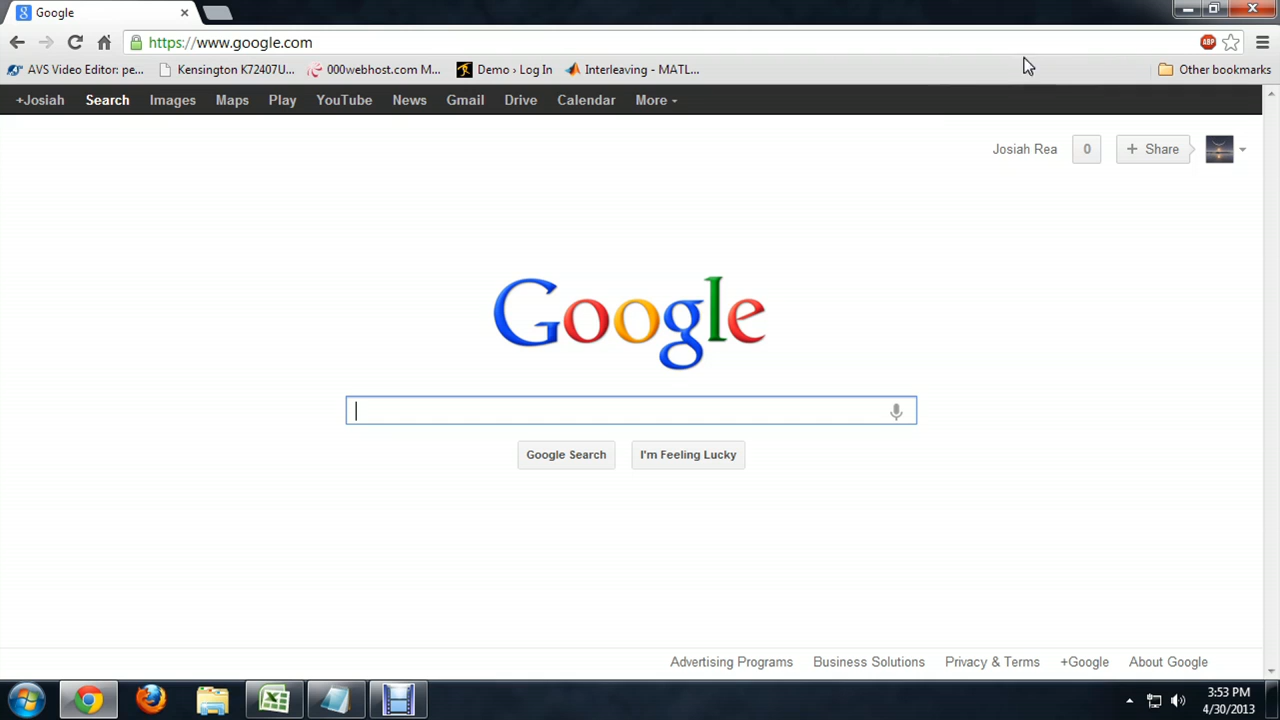 Google
https://www.google.com
ABP
AVS Video Editor: pe... Kensington K72407U... 000webhost.com M... Demo › Log In Interleaving - MATL... Other bookmarks
+Josiah Search Images Maps Play YouTube News Gmail Drive Calendar More
Josiah Rea 0 + Share
Google
Google Search I'm Feeling Lucky
Advertising Programs Business Solutions Privacy & Terms +Google About Google
3:53 PM
4/30/2013